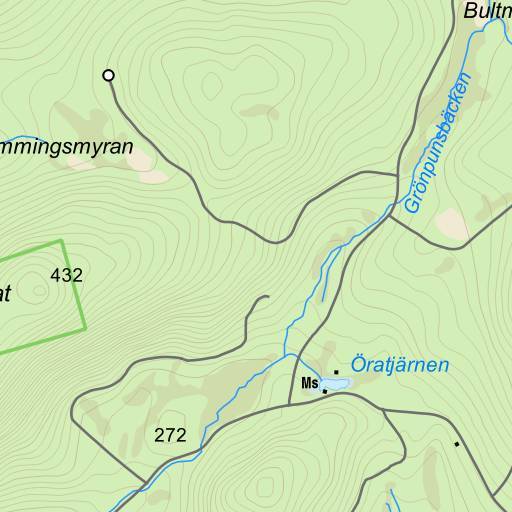 Bultm
Grönpunsbäcken
mmingsmyran
432
at
Öratjärnen
Ms
272